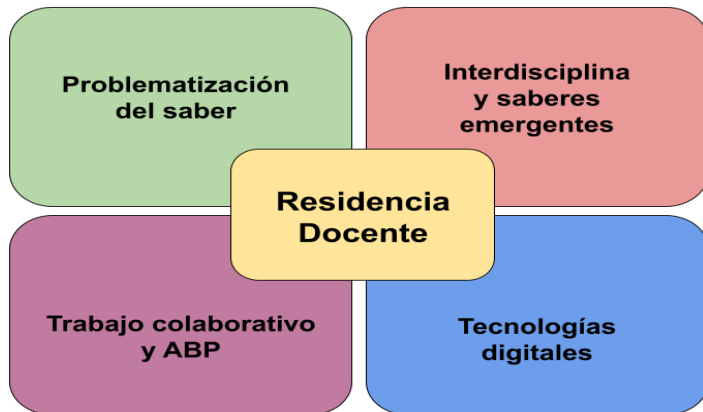 Problematización
del saber
Interdisciplina
y saberes
emergentes
Residencia
Docente
Trabajo colaborativo
y ABP
Tecnologías
digitales